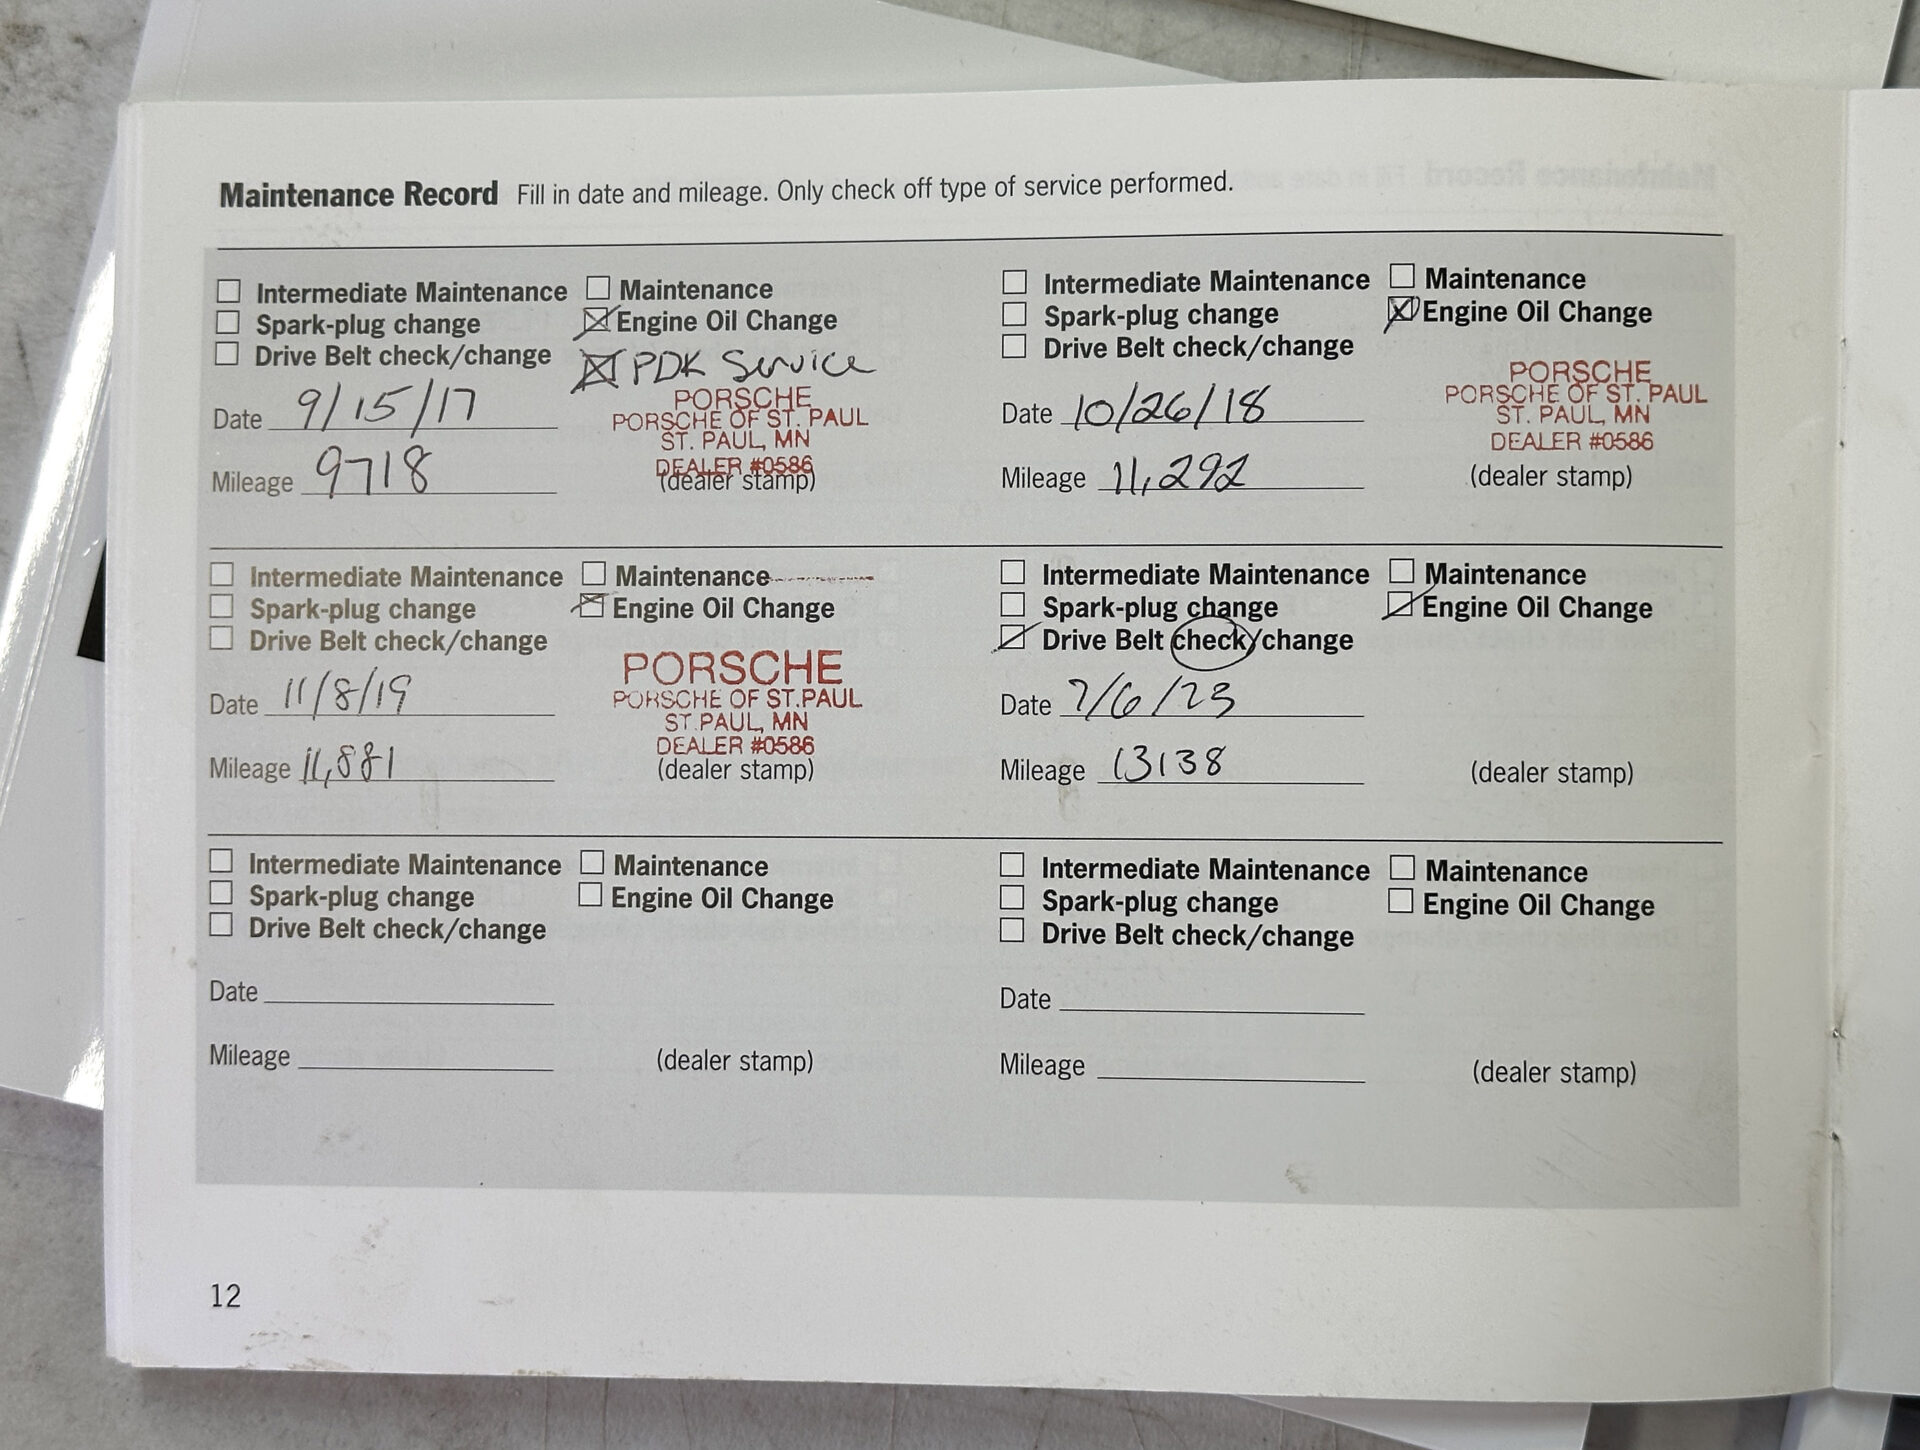 Maintenance Record Fill in date and mileage. Only check off type of service performed.
Intermediate Maintenance Maintenance
Spark-plug change Engine Oil Change
Drive Belt check/change PDK Service
Date 9/15/17
Mileage 9718
PORSCHE
PORSCHE OF ST. PAUL
ST. PAUL, MN
DEALER #0586
(dealer stamp)
Intermediate Maintenance Maintenance
Spark-plug change Engine Oil Change
Drive Belt check/change
Date 10/26/18
Mileage 11,292
PORSCHE
PORSCHE OF ST. PAUL
ST. PAUL, MN
DEALER #0586
(dealer stamp)
Intermediate Maintenance Maintenance
Spark-plug change Engine Oil Change
Drive Belt check/change
Date 11/8/19
Mileage 11,881
PORSCHE
PORSCHE OF ST.PAUL
ST.PAUL, MN
DEALER #0586
(dealer stamp)
Intermediate Maintenance Maintenance
Spark-plug change Engine Oil Change
Drive Belt check/change
Date 7/6/23
Mileage 13138
(dealer stamp)
Intermediate Maintenance Maintenance
Spark-plug change Engine Oil Change
Drive Belt check/change
Date
Mileage (dealer stamp)
Intermediate Maintenance Maintenance
Spark-plug change Engine Oil Change
Drive Belt check/change
Date
Mileage (dealer stamp)
12